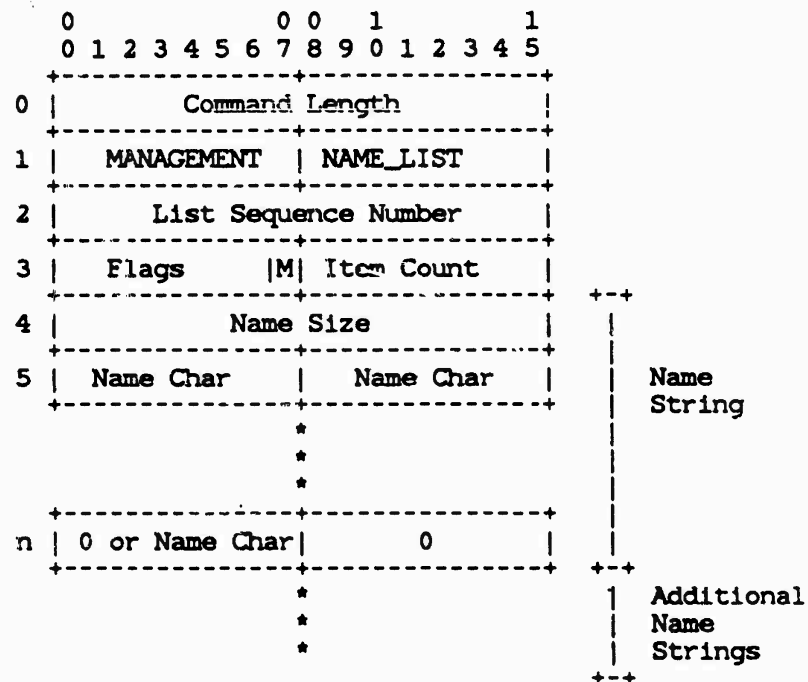 0 0 0 1 1
0 1 2 3 4 5 6 7 8 9 0 1 2 3 4 5
0 | Command Length |
1 | MANAGEMENT | NAME_LIST |
2 | List Sequence Number |
3 | Flags |M| Item Count |
4 | Name Size |
5 | Name Char | Name Char | Name
String
*
*
*
n | 0 or Name Char| 0 |
* Additional
* Name
* Strings